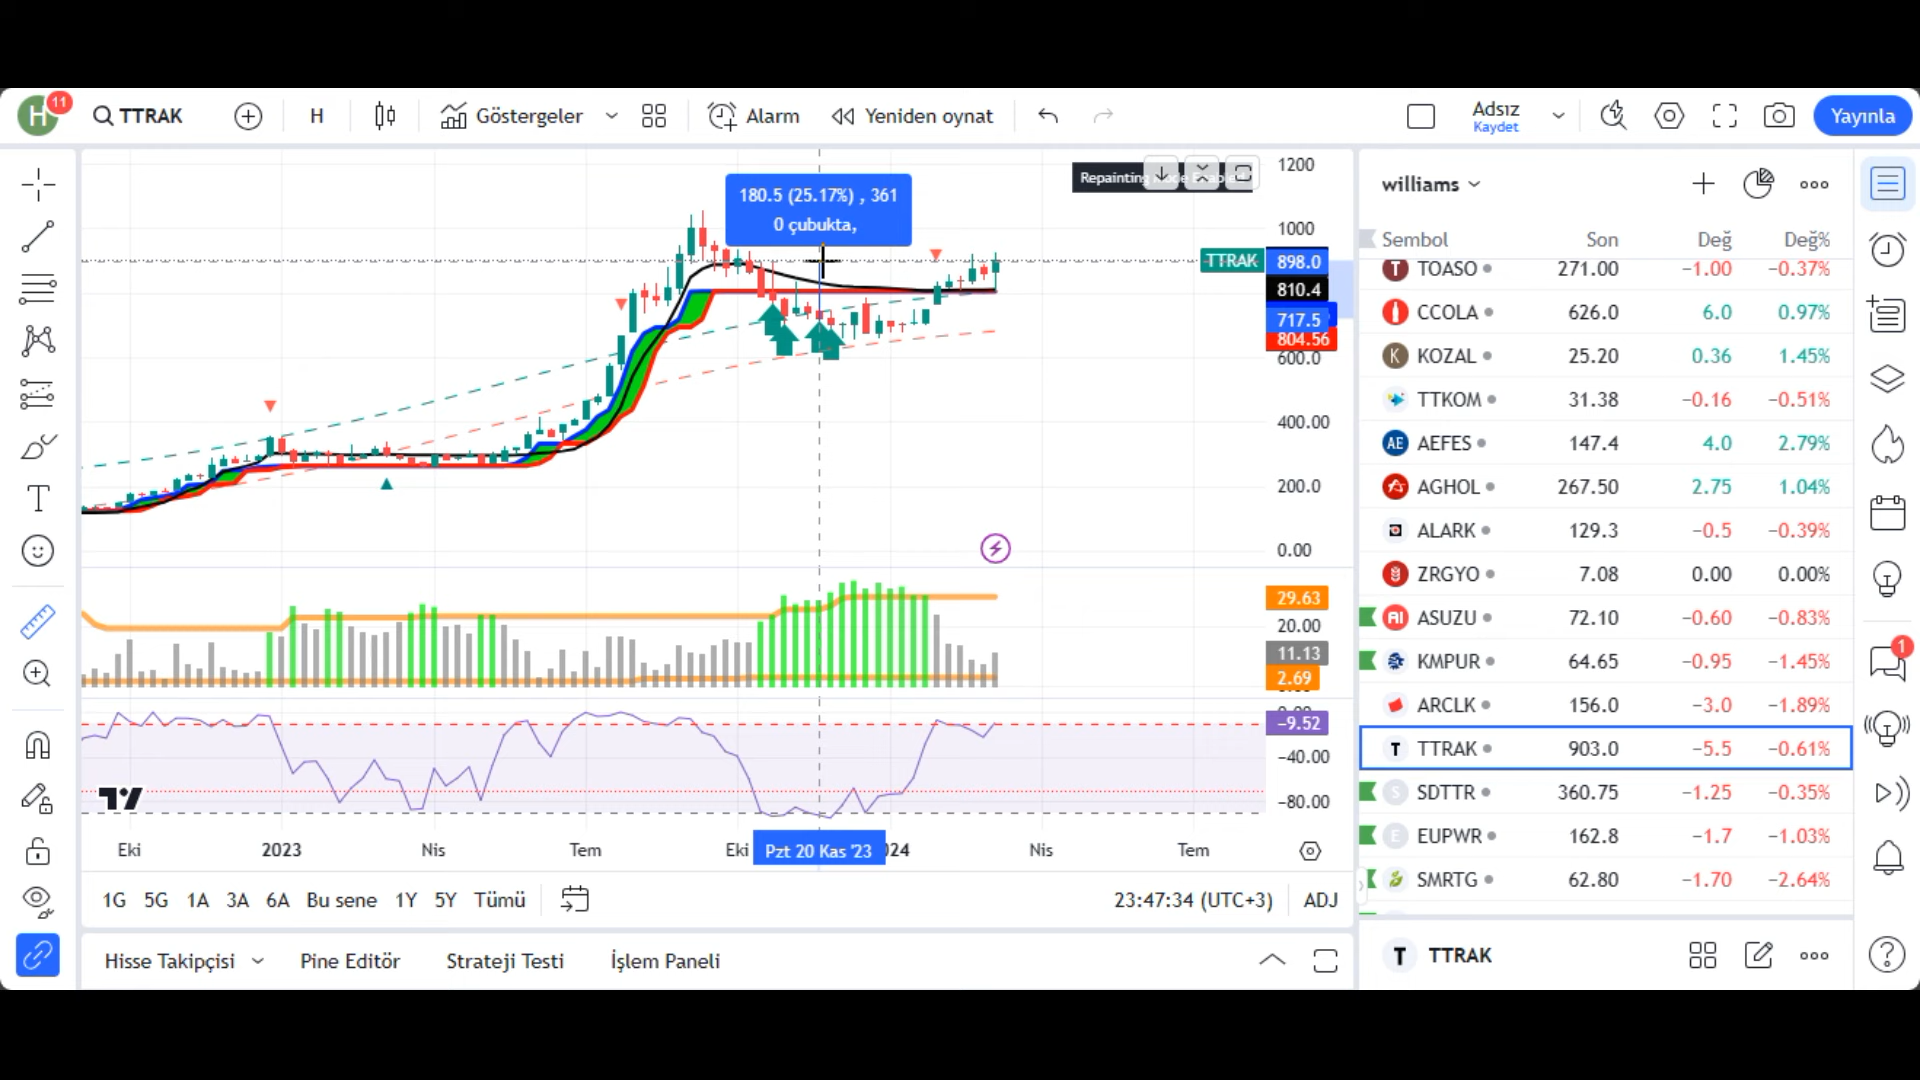 H 11 TTRAK H Göstergeler Alarm Yeniden oynat Adsız Yayınla
Kaydet
Repainting
180.5 (25.17%) , 361
0 çubukta,
1200
1000
TTRAK 898.0
810.4
717.5
804.56
600.0
400.00
200.0
0.00
29.63
20.00
11.13
2.69
-9.52
−40.00
−80.00
Eki 2023 Nis Tem Eki Pzt 20 Kas '23 024 Nis Tem
1G 5G 1A 3A 6A Bu sene 1Y 5Y Tümü 23:47:34 (UTC+3) ADJ
Hisse Takipçisi Pine Editör Strateji Testi İşlem Paneli
williams
Sembol Son Değ Değ%
T TOASO 271.00 −1.00 −0.37%
CCOLA 626.0 6.0 0.97%
K KOZAL 25.20 0.36 1.45%
TTKOM 31.38 −0.16 −0.51%
AE AEFES 147.4 4.0 2.79%
AGHOL 267.50 2.75 1.04%
ALARK 129.3 −0.5 −0.39%
ZRGYO 7.08 0.00 0.00%
ASUZU 72.10 −0.60 −0.83%
KMPUR 64.65 −0.95 −1.45%
ARCLK 156.0 −3.0 −1.89%
T TTRAK 903.0 −5.5 −0.61%
S SDTTR 360.75 −1.25 −0.35%
E EUPWR 162.8 −1.7 −1.03%
SMRTG 62.80 −1.70 −2.64%
T TTRAK
1